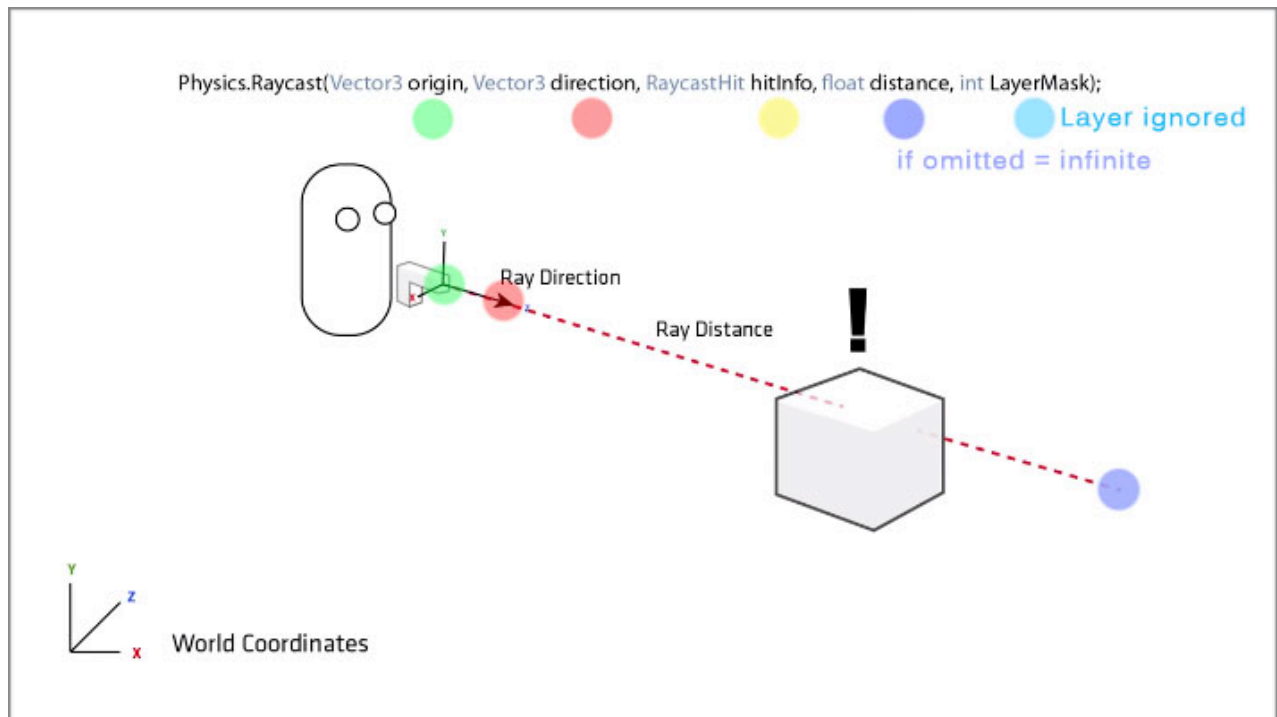 Physics.Raycast(Vector3 origin, Vector3 direction, RaycastHit hitInfo, float distance, int LayerMask);
Layer ignored
if omitted = infinite
Y
Ray Direction
X
Z
Ray Distance
!
Y
Z
X
World Coordinates